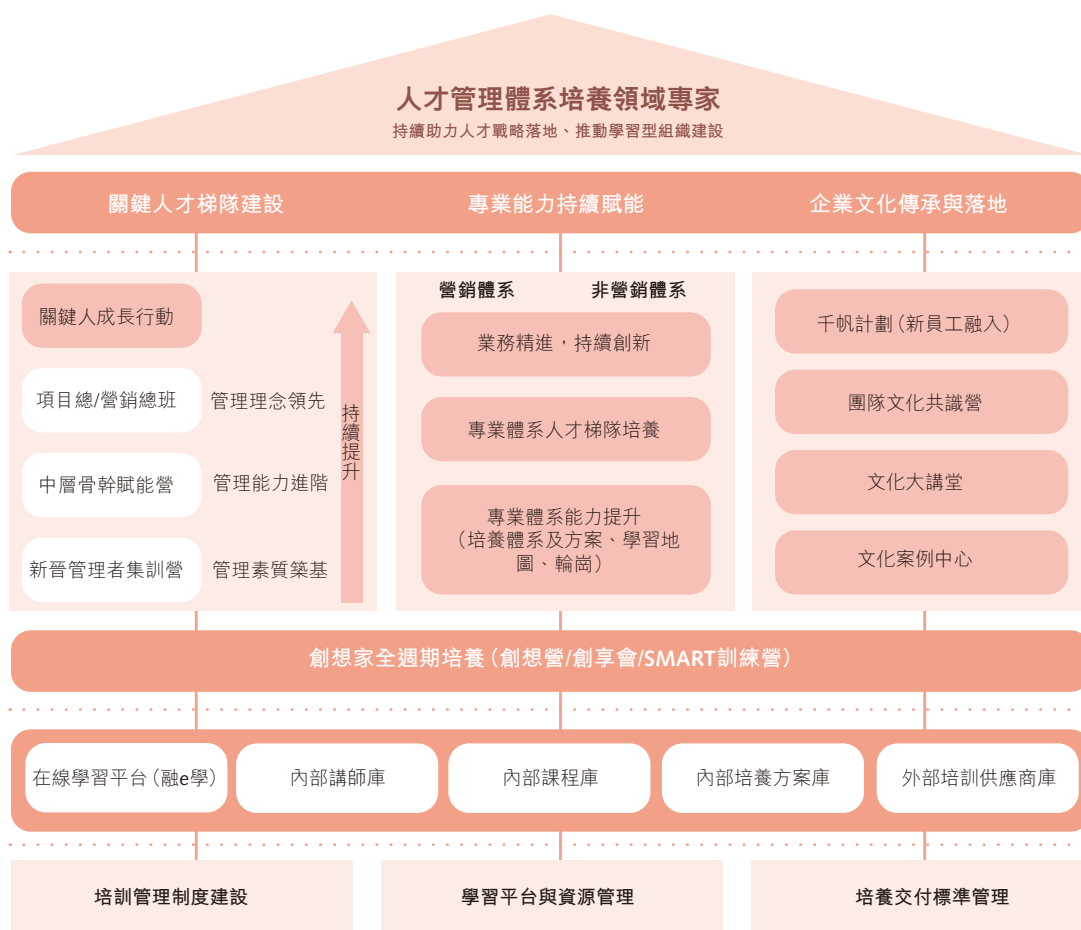 人才管理體系培養領域專家
持續助力人才戰略落地、推動學習型組織建設
關鍵人才梯隊建設
專業能力持續賦能
企業文化傳承與落地
關鍵人成長行動
項目總/營銷總班
管理理念領先
中層骨幹賦能營
管理能力進階
新晉管理者集訓營
管理素質築基
持續提升
營銷體系
非營銷體系
業務精進，持續創新
專業體系人才梯隊培養
專業體系能力提升
（培養體系及方案、學習地
圖、輪崗）
千帆計劃（新員工融入）
團隊文化共識營
文化大講堂
文化案例中心
創想家全週期培養（創想營/創享會/SMART訓練營）
在線學習平台（融e學）
內部講師庫
內部課程庫
內部培養方案庫
外部培訓供應商庫
培訓管理制度建設
學習平台與資源管理
培養交付標準管理